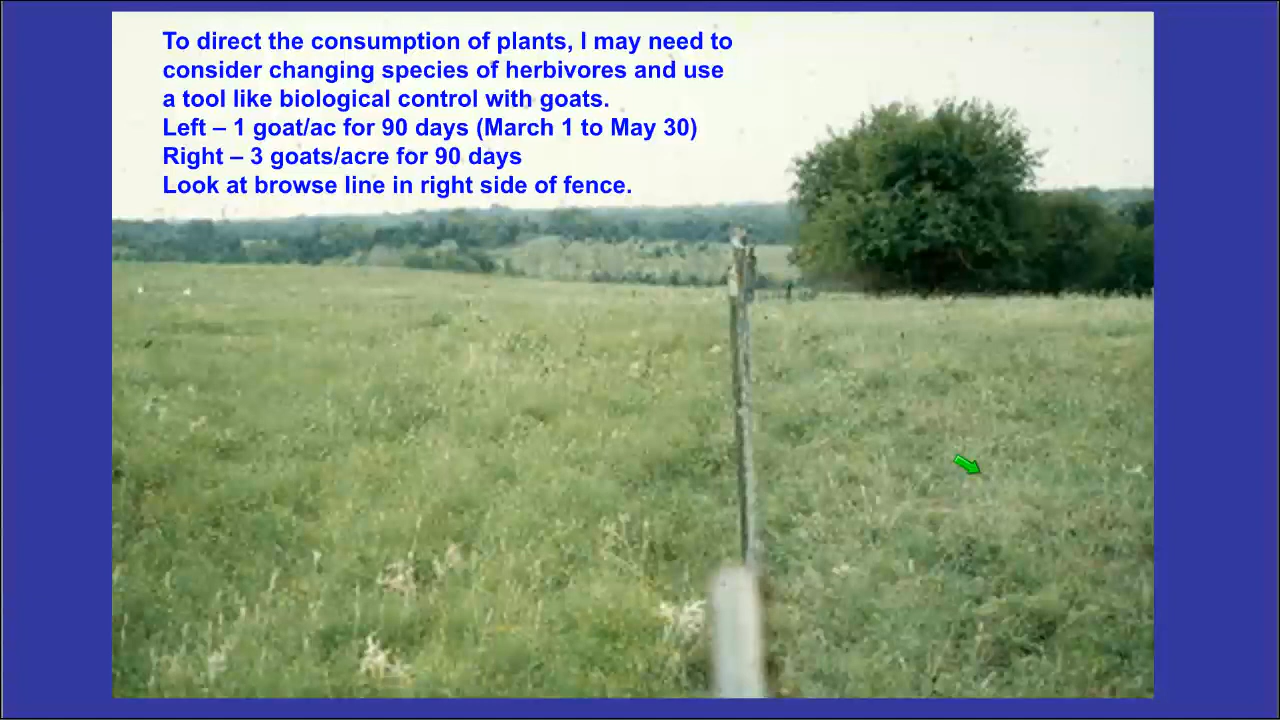 To direct the consumption of plants, I may need to
consider changing species of herbivores and use
a tool like biological control with goats.
Left – 1 goat/ac for 90 days (March 1 to May 30)
Right – 3 goats/acre for 90 days
Look at browse line in right side of fence.